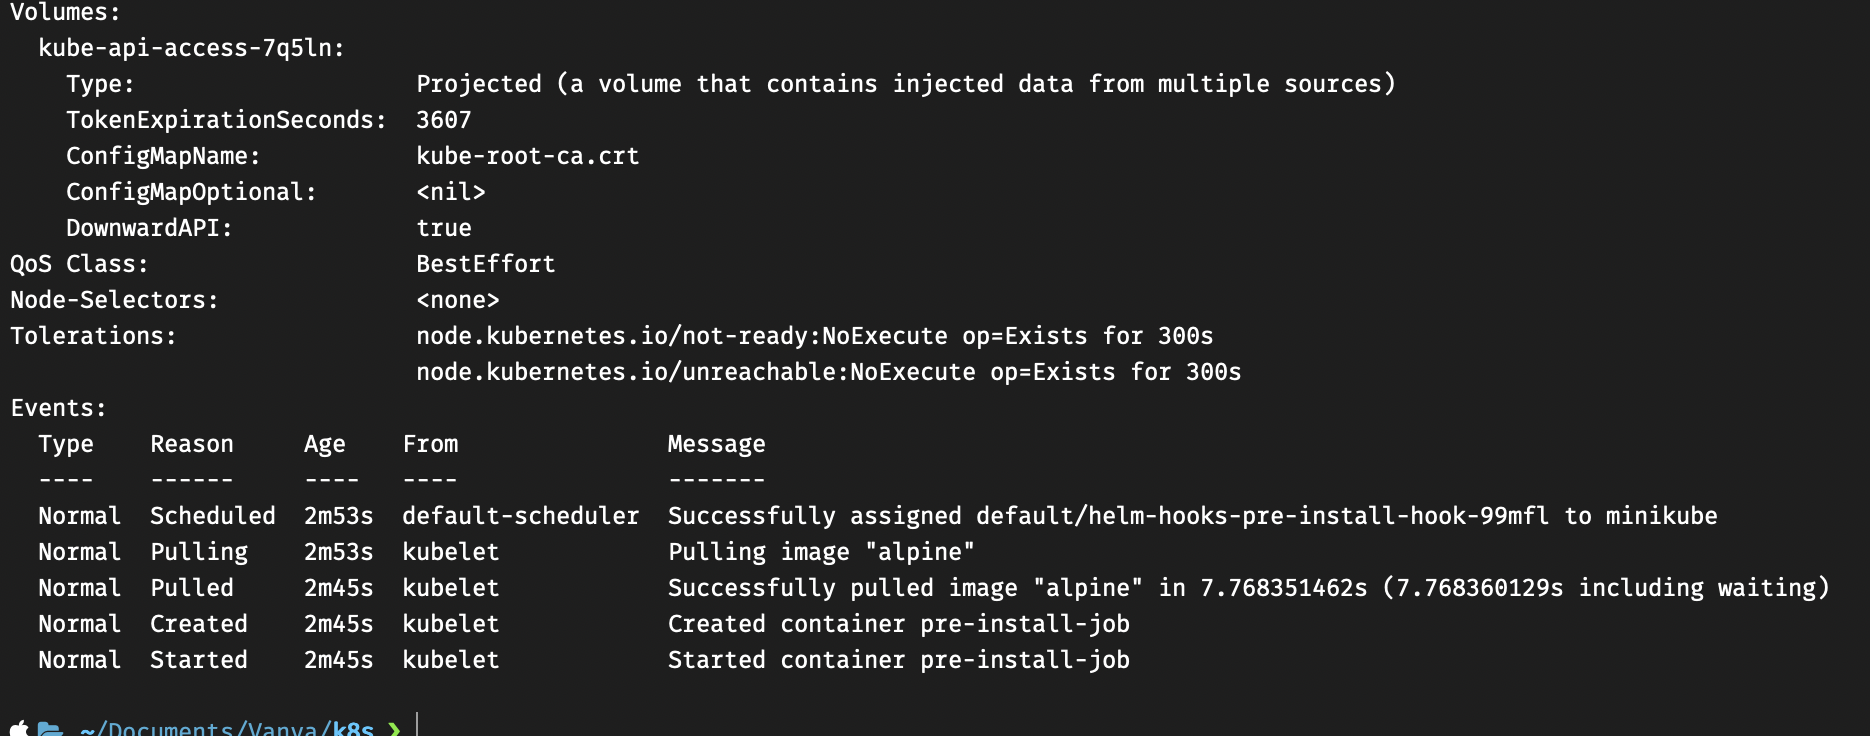 Volumes:
  kube-api-access-7q5ln:
    Type:                    Projected (a volume that contains injected data from multiple sources)
    TokenExpirationSeconds:  3607
    ConfigMapName:           kube-root-ca.crt
    ConfigMapOptional:       <nil>
    DownwardAPI:             true
QoS Class:                   BestEffort
Node-Selectors:              <none>
Tolerations:                 node.kubernetes.io/not-ready:NoExecute op=Exists for 300s
                             node.kubernetes.io/unreachable:NoExecute op=Exists for 300s
Events:
  Type    Reason     Age   From               Message
  ----    ------     ----  ----               -------
  Normal  Scheduled  2m53s  default-scheduler  Successfully assigned default/helm-hooks-pre-install-hook-99mfl to minikube
  Normal  Pulling    2m53s  kubelet            Pulling image "alpine"
  Normal  Pulled     2m45s  kubelet            Successfully pulled image "alpine" in 7.768351462s (7.768360129s including waiting)
  Normal  Created    2m45s  kubelet            Created container pre-install-job
  Normal  Started    2m45s  kubelet            Started container pre-install-job
~/Documents/Vanya/k8s ❯